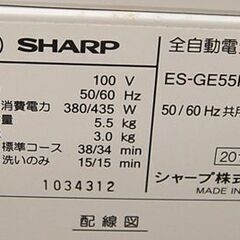 SHARP
全自動電
100 V
ES-GE55
50/60 Hz
50/60 Hz 共用
消費電力 380/435 W
5.5 kg
3.0 kg
標準コース 38/34 min
洗いのみ 15/15 min
201
1034312
シャープ株式
MADE IN
配線図